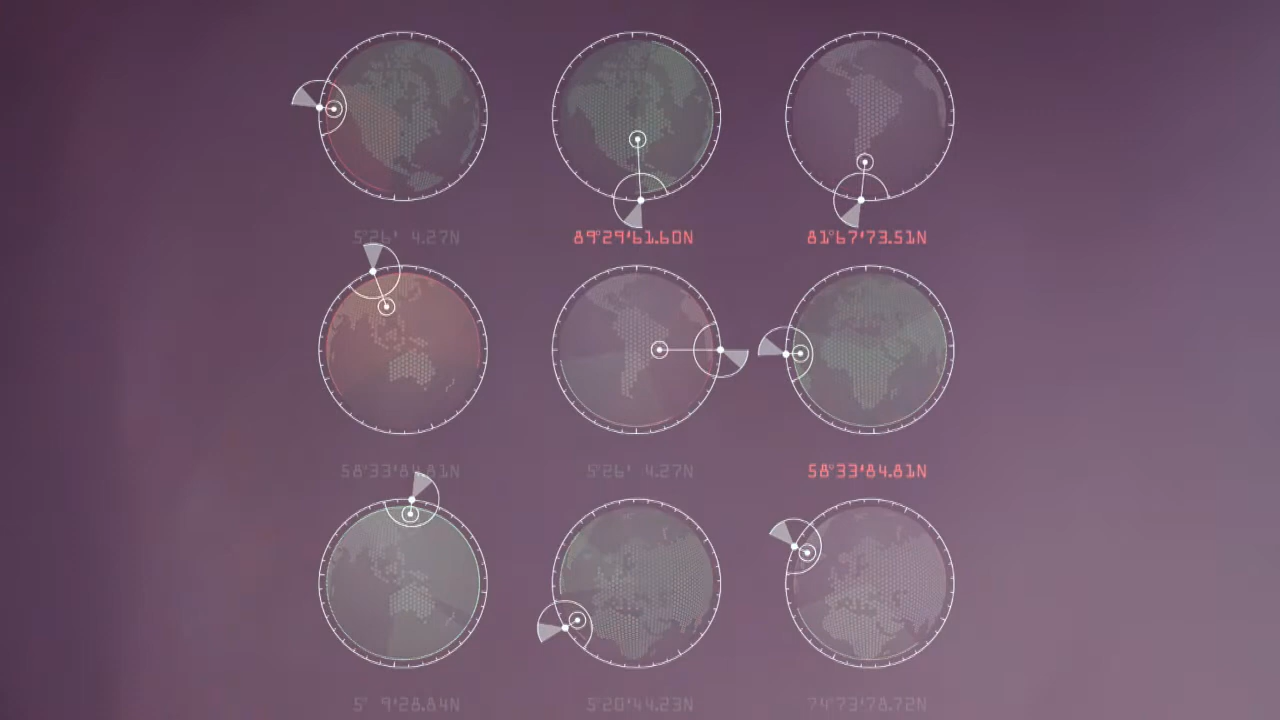 5°26' 4.27N
89°29'61.60N
81°67'73.51N
58°33'84.81N
5°26' 4.27N
58°33'84.81N
5° 9'28.84N
5°20'44.23N
74°73'78.72N